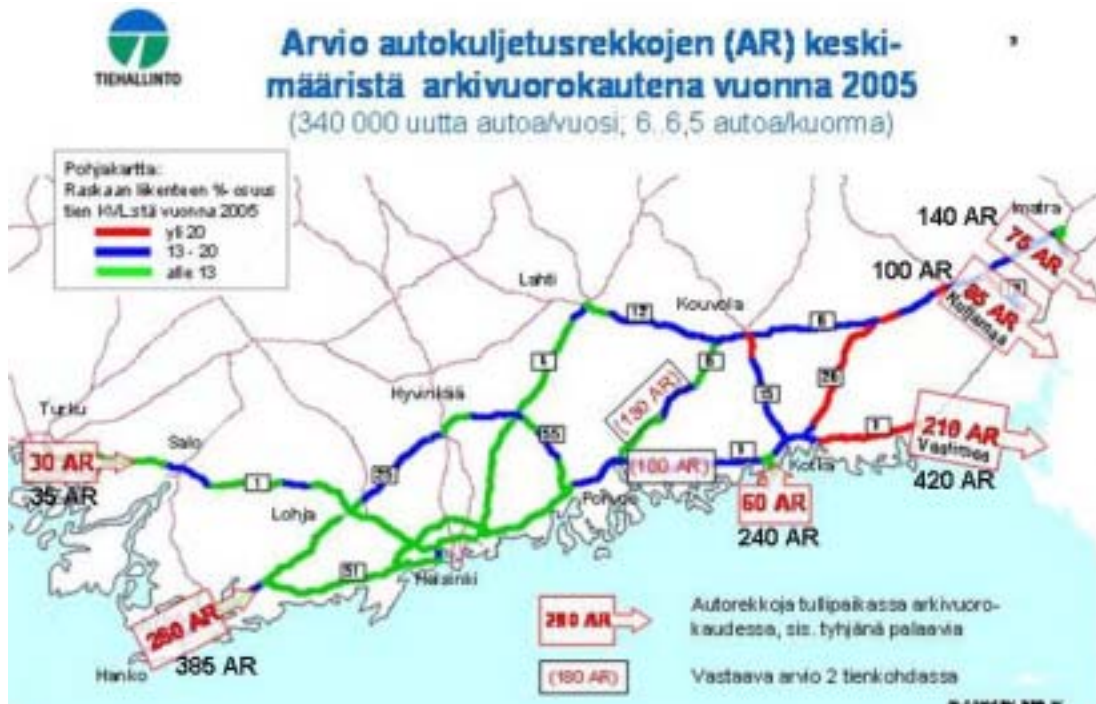 TIEHALLINTO
Arvio autokuljetusrekkojen (AR) keski-
määristä arkivuorokautena vuonna 2005
(340 000 uutta autoa/vuosi; 6..6,5 autoa/kuorma)
Pohjakartta:
Raskaan liikenteen %- osuus
tien KVL:stä vuonna 2005
yli 20
13 - 20
alle 13
140 AR
Imatra
75 AR
100 AR
85 AR
Nuijamaa
Lahti
12
Kouvola
6
4
6
Hyvinkää
(130 AR)
15
26
Turku
Salo
55
1
210 AR
Vaalimaa
420 AR
30 AR
35 AR
1
25
(180 AR)
Kotka
Lohja
Porvoo
60 AR
240 AR
51
Helsinki
260 AR
385 AR
Hanko
280 AR
Autorekkoja tullipaikassa arkivuoro-
kaudessa, sis. tyhjänä palaavia
(180 AR)
Vastaava arvio 2 tienkohdassa